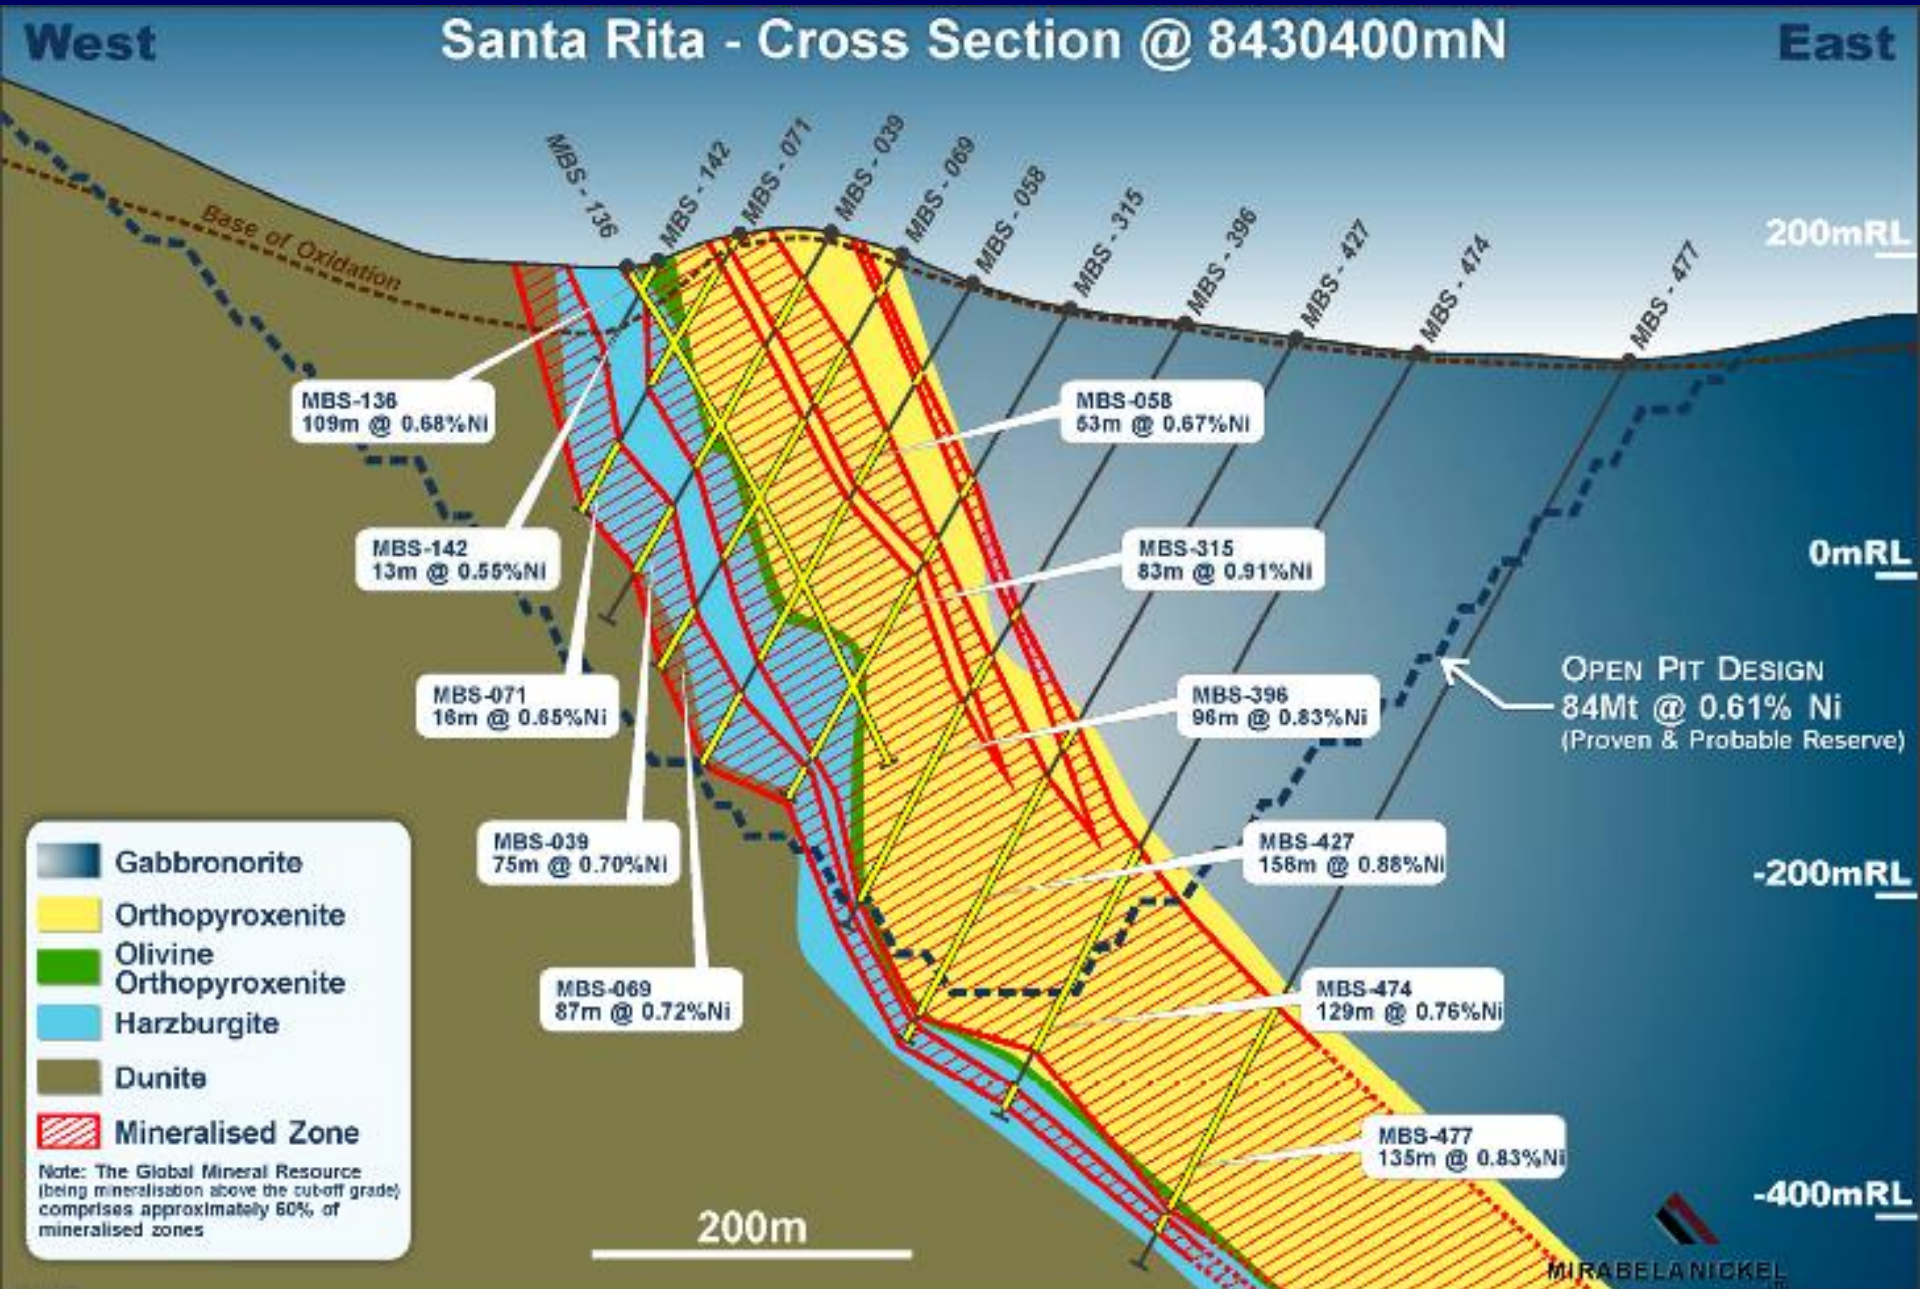 West
Santa Rita - Cross Section @ 8430400mN
East
MBS - 136
MBS - 142
MBS - 071
MBS - 039
MBS - 069
MBS - 058
MBS - 315
MBS - 396
MBS - 427
MBS - 474
MBS - 477
200mRL
Base of Oxidation
MBS-136
109m @ 0.68%Ni
MBS-058
53m @ 0.67%Ni
MBS-142
13m @ 0.55%Ni
MBS-315
83m @ 0.91%Ni
0mRL
MBS-071
16m @ 0.65%Ni
MBS-396
96m @ 0.83%Ni
OPEN PIT DESIGN
84Mt @ 0.61% Ni
(Proven & Probable Reserve)
MBS-039
75m @ 0.70%Ni
MBS-427
156m @ 0.88%Ni
-200mRL
MBS-069
87m @ 0.72%Ni
MBS-474
129m @ 0.76%Ni
MBS-477
135m @ 0.83%Ni
-400mRL
Gabbronorite
Orthopyroxenite
Olivine
Orthopyroxenite
Harzburgite
Dunite
Mineralised Zone
Note: The Global Mineral Resource
(being mineralisation above the cut-off grade)
comprises approximately 60% of
mineralised zones
200m
MIRABELA NICKEL